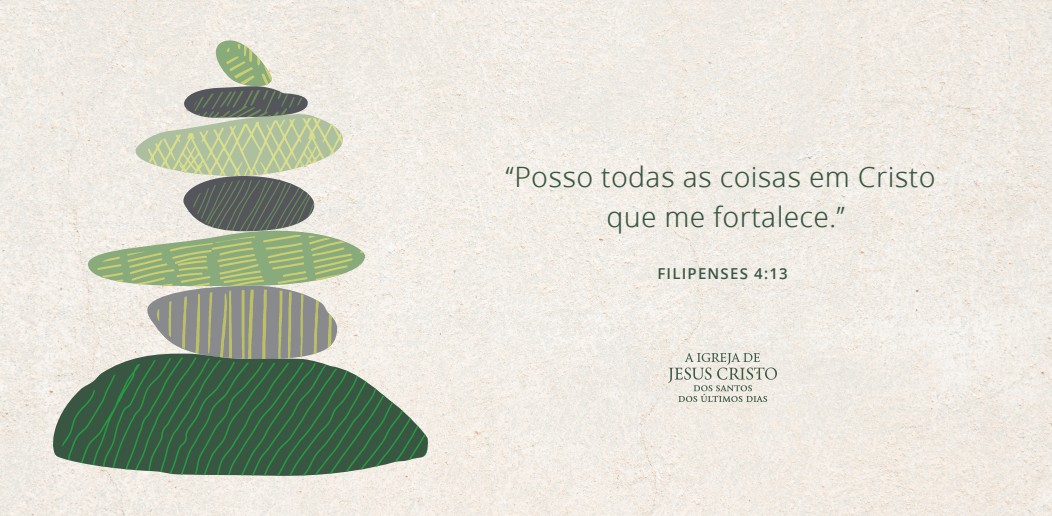 “Posso todas as coisas em Cristo
que me fortalece.”
FILIPENSES 4:13
A IGREJA DE
JESUS CRISTO
DOS SANTOS
DOS ÚLTIMOS DIAS